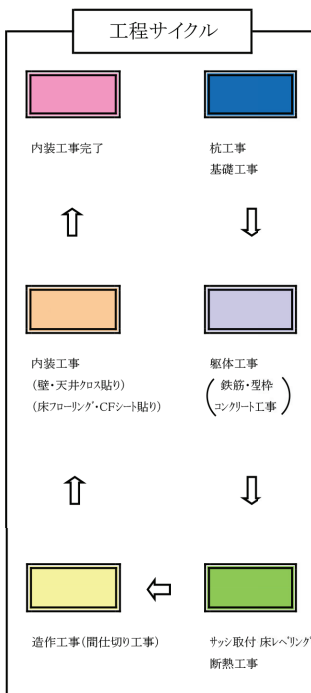 工程サイクル
内装工事完了
杭工事
基礎工事
内装工事
(壁・天井クロス貼り)
(床フローリング・CFシート貼り)
躯体工事
(鉄筋・型枠
コンクリート工事)
造作工事(間仕切り工事)
サッシ取付 床レベリング
断熱工事